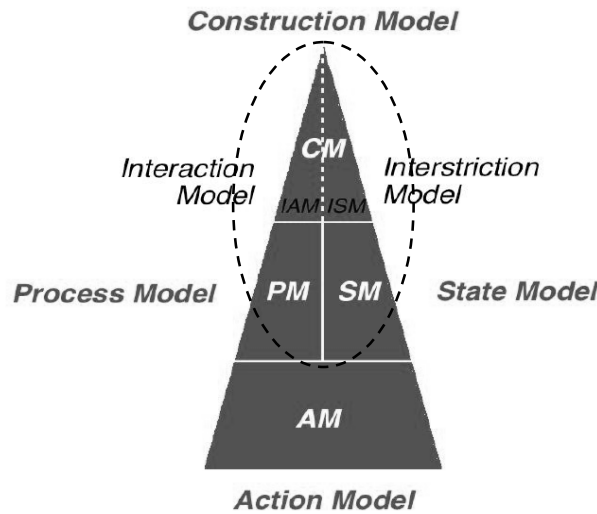 Construction Model
CM
Interaction
Model
Interstriction
Model
IAM ISM
Process Model
PM
SM
State Model
AM
Action Model